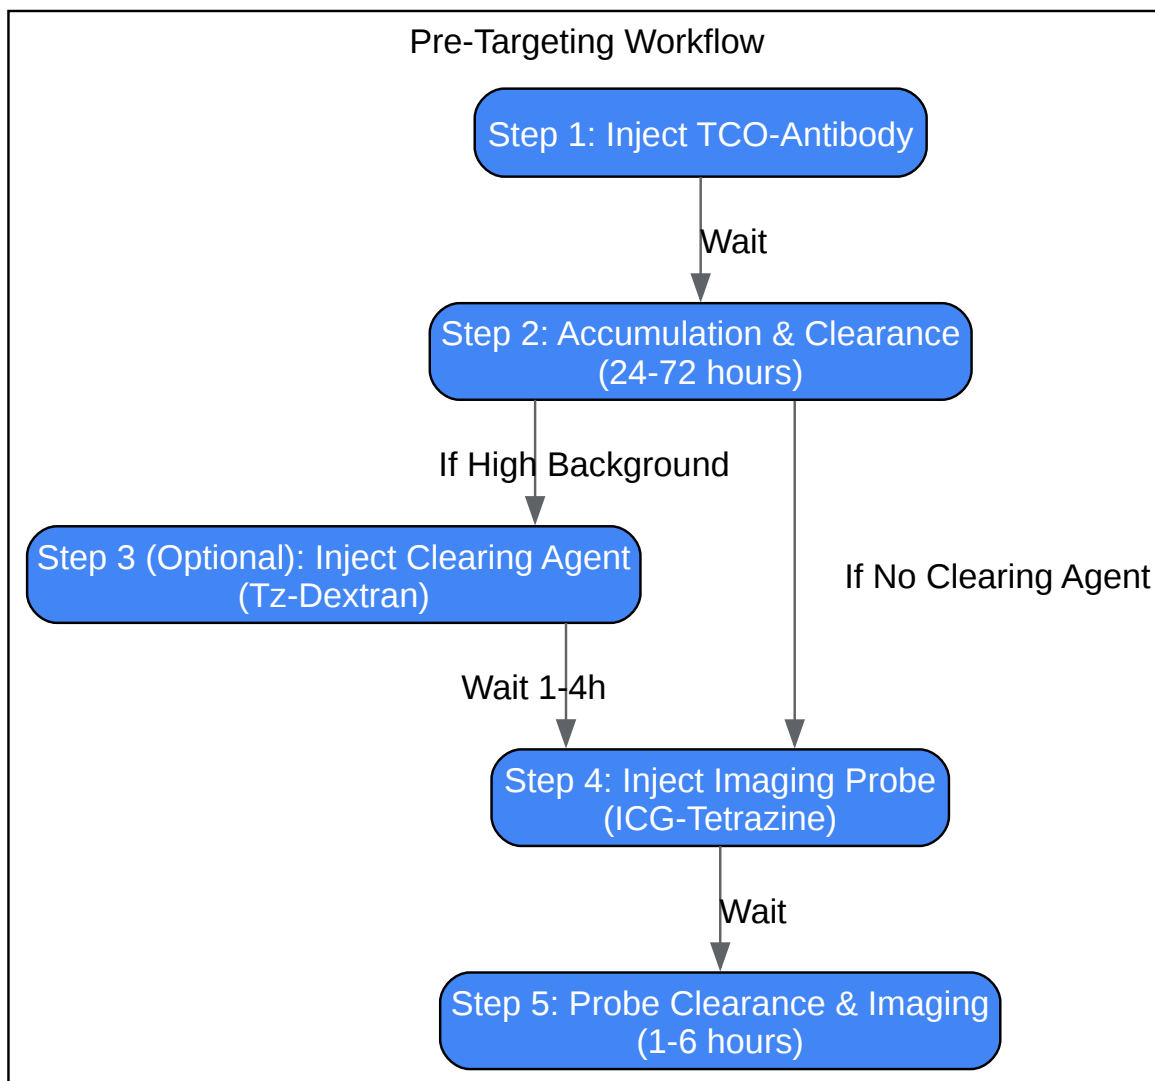 Pre-Targeting Workflow
Step 1: Inject TCO-Antibody
Wait
Step 2: Accumulation & Clearance
(24-72 hours)
If High Background
Step 3 (Optional): Inject Clearing Agent
(Tz-Dextran)
If No Clearing Agent
Wait 1-4h
Step 4: Inject Imaging Probe
(ICG-Tetrazine)
Wait
Step 5: Probe Clearance & Imaging
(1-6 hours)